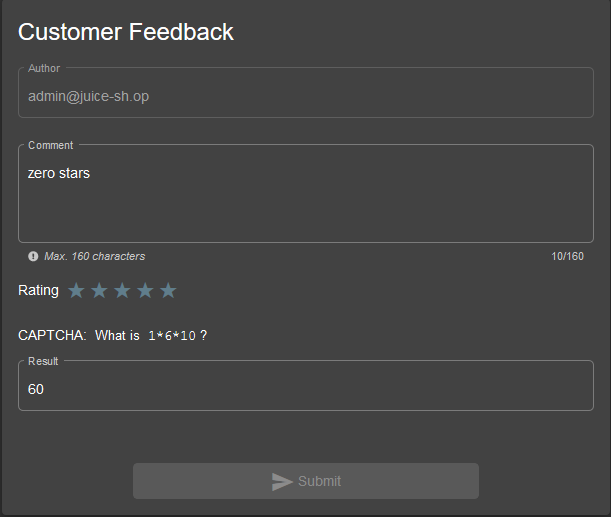 Customer Feedback
Author
admin@juice-sh.op
Comment
zero stars
Max. 160 characters 10/160
Rating
CAPTCHA: What is 1*6*10 ?
Result
60
Submit